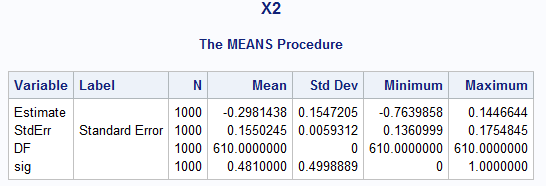 X2
The MEANS Procedure
Variable Label N Mean Std Dev Minimum Maximum
Estimate 1000 -0.2981438 0.1547205 -0.7639858 0.1446644
StdErr Standard Error 1000 0.1550245 0.0059312 0.1360999 0.1754845
DF 1000 610.0000000 0 610.0000000 610.0000000
sig 1000 0.4810000 0.4998889 0 1.0000000